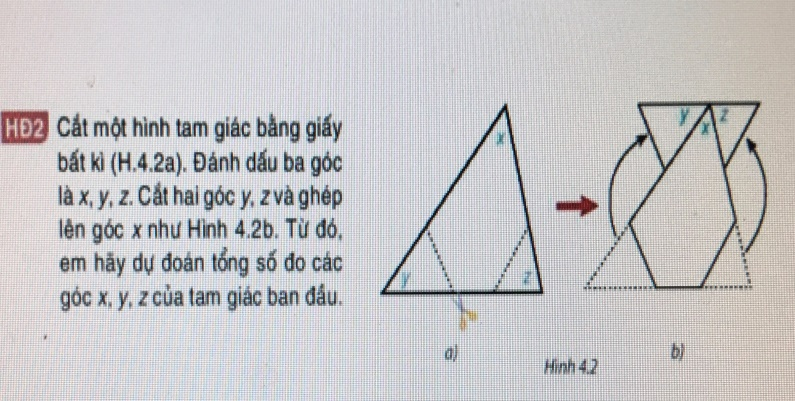 HĐ2 Cắt một hình tam giác bằng giấy
bất kì (H.4.2a). Đánh dấu ba góc
là x, y, z. Cắt hai góc y, z và ghép
lên góc x như Hình 4.2b. Từ đó,
em hãy dự đoán tổng số đo các
góc x, y, z của tam giác ban đầu.
x
y
z
y
x
z
a)
b)
Hình 4.2